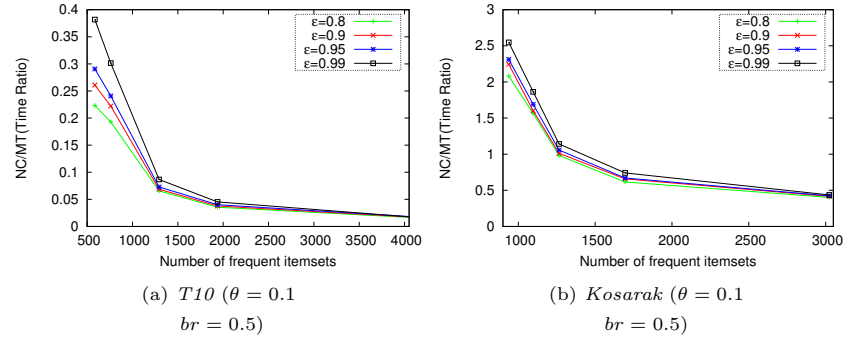 0.4
0.35
0.3
0.25
0.2
0.15
0.1
0.05
0
NC/MT(Time Ratio)
500 1000 1500 2000 2500 3000 3500 4000
Number of frequent itemsets
ε=0.8
ε=0.9
ε=0.95
ε=0.99
(a) T10 (θ = 0.1
br = 0.5)
3
2.5
2
1.5
1
0.5
0
NC/MT(Time Ratio)
1000 1500 2000 2500 3000
Number of frequent itemsets
ε=0.8
ε=0.9
ε=0.95
ε=0.99
(b) Kosarak (θ = 0.1
br = 0.5)